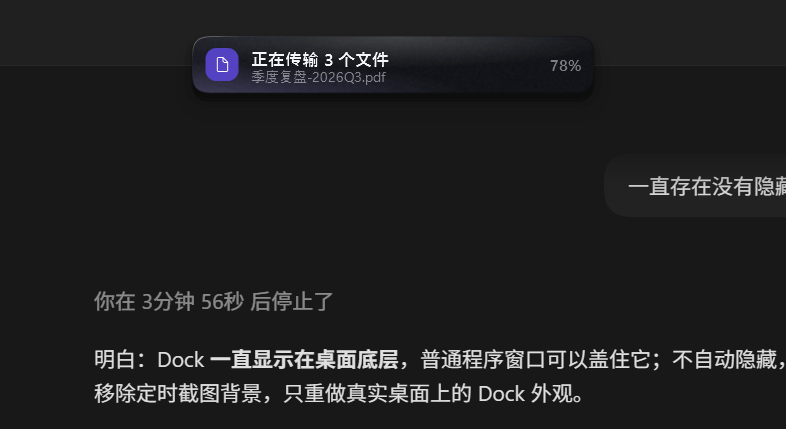 正在传输 3 个文件
季度复盘-2026Q3.pdf
78%
一直存在没有隐藏
你在 3分钟 56秒 后停止了
明白：Dock 一直显示在桌面底层，普通程序窗口可以盖住它；不自动隐藏，
移除定时截图背景，只重做真实桌面上的 Dock 外观。